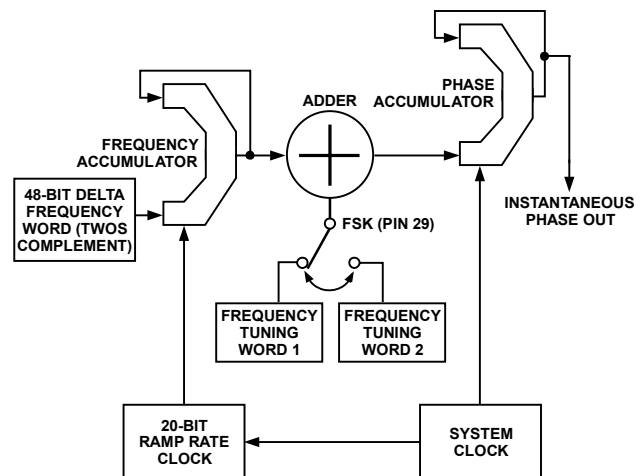 PHASE
ACCUMULATOR
ADDER
FREQUENCY
ACCUMULATOR
48-BIT DELTA
FREQUENCY
WORD (TWOS
COMPLEMENT)
INSTANTANEOUS
PHASE OUT
FSK (PIN 29)
FREQUENCY
TUNING
WORD 1
FREQUENCY
TUNING
WORD 2
20-BIT
RAMP RATE
CLOCK
SYSTEM
CLOCK